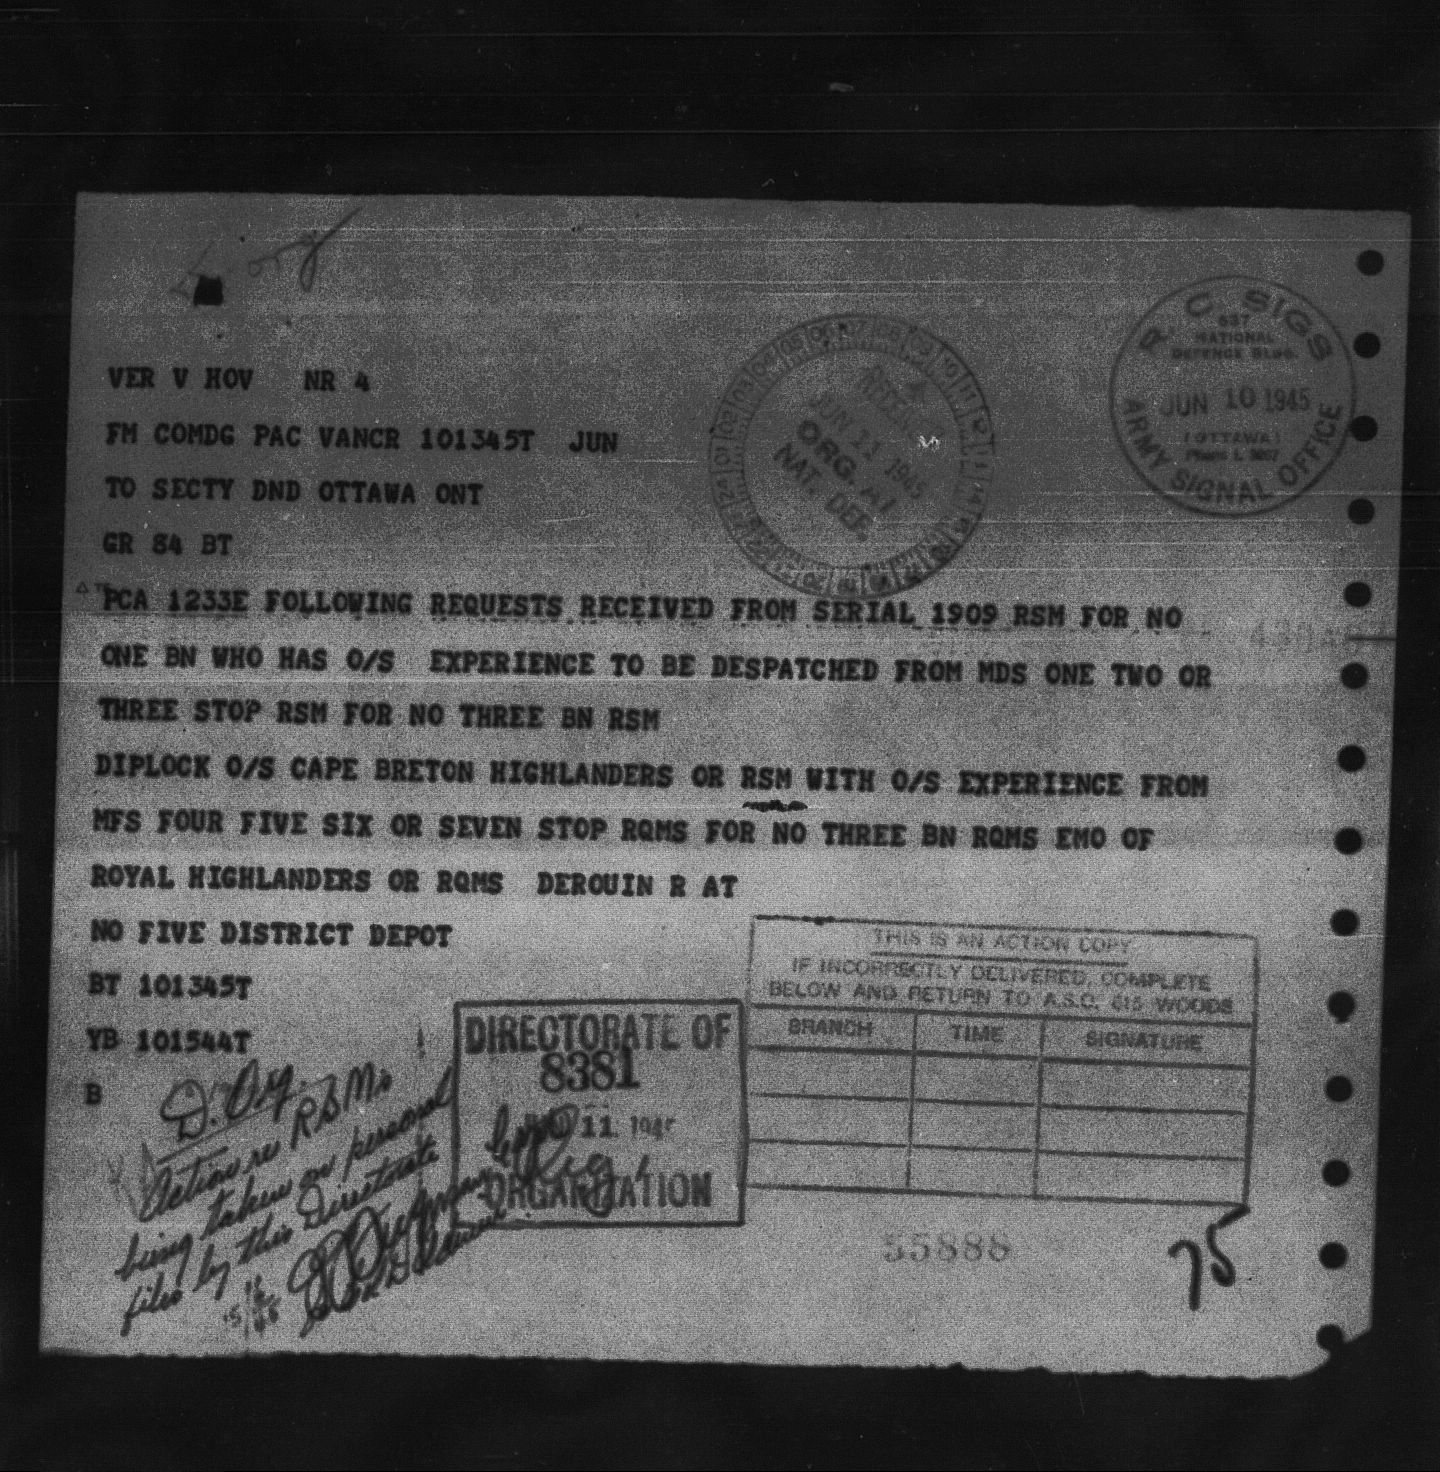 VER V HOV NR 4
FM COMDG PAC VANCR 101345T JUN
TO SECTY DND OTTAWA ONT
GR 84 BT
PCA 1233E FOLLOWING REQUESTS RECEIVED FROM SERIAL 1909 RSM FOR NO
ONE BN WHO HAS O/S EXPERIENCE TO BE DESPATCHED FROM MDS ONE TWO OR
THREE STOP RSM FOR NO THREE BN RSM
DIPLOCK O/S CAPE BRETON HIGHLANDERS OR RSM WITH O/S EXPERIENCE FROM
MFS FOUR FIVE SIX OR SEVEN STOP RQMS FOR NO THREE BN RQMS EMO OF
ROYAL HIGHLANDERS OR RQMS DEROUIN R AT
NO FIVE DISTRICT DEPOT
BT 101345T
YB 101544T
B
R C SIGS
NATIONAL
DEFENCE BLDG.
JUN 10 1945
(OTTAWA)
ARMY SIGNAL OFFICE
RECEIVED
JUN 11 1945
ORG. A1
NAT. DEF.
THIS IS AN ACTION COPY
IF INCORRECTLY DELIVERED, COMPLETE
BELOW AND RETURN TO A.S.O. 615 WOODS
BRANCH TIME SIGNATURE
DIRECTORATE OF
8381
11 1945
ORGANIZATION
D. Org.
Action re RSMs
being taken on personal
files by this Directorate
55888
75